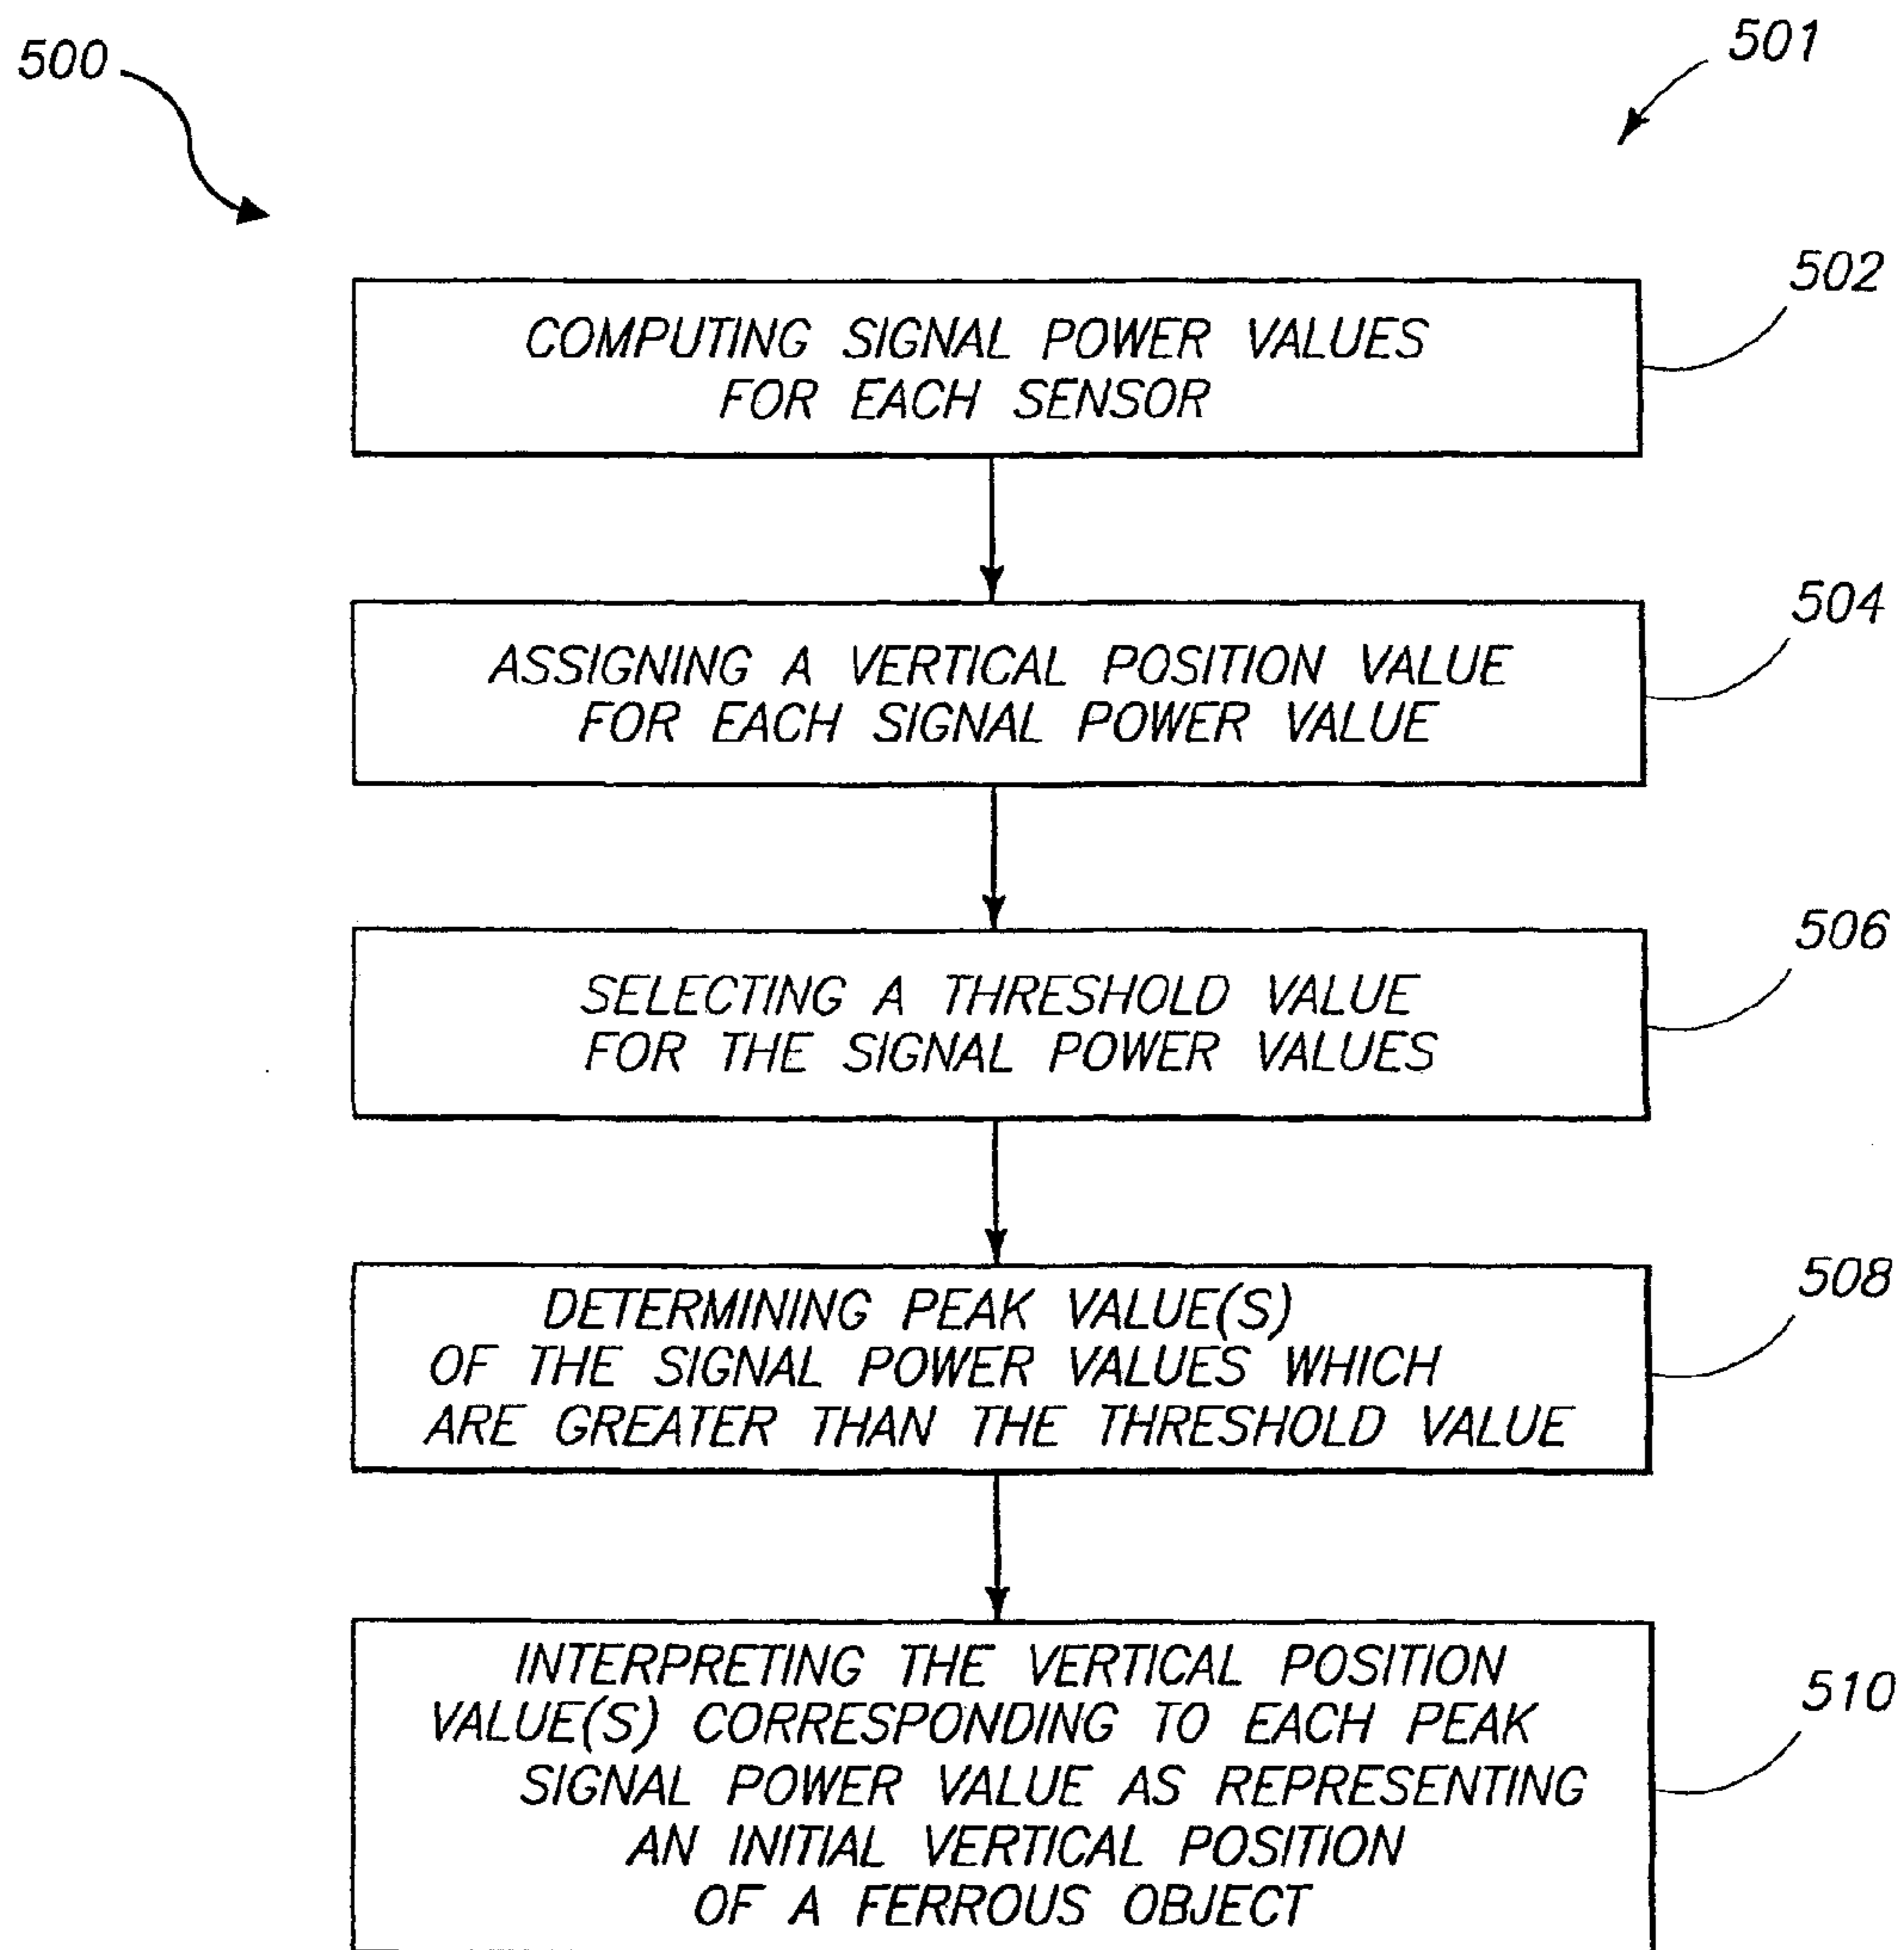 500
501
502
COMPUTING SIGNAL POWER VALUES
FOR EACH SENSOR
504
ASSIGNING A VERTICAL POSITION VALUE
FOR EACH SIGNAL POWER VALUE
506
SELECTING A THRESHOLD VALUE
FOR THE SIGNAL POWER VALUES
508
DETERMINING PEAK VALUE(S)
OF THE SIGNAL POWER VALUES WHICH
ARE GREATER THAN THE THRESHOLD VALUE
510
INTERPRETING THE VERTICAL POSITION
VALUE(S) CORRESPONDING TO EACH PEAK
SIGNAL POWER VALUE AS REPRESENTING
AN INITIAL VERTICAL POSITION
OF A FERROUS OBJECT